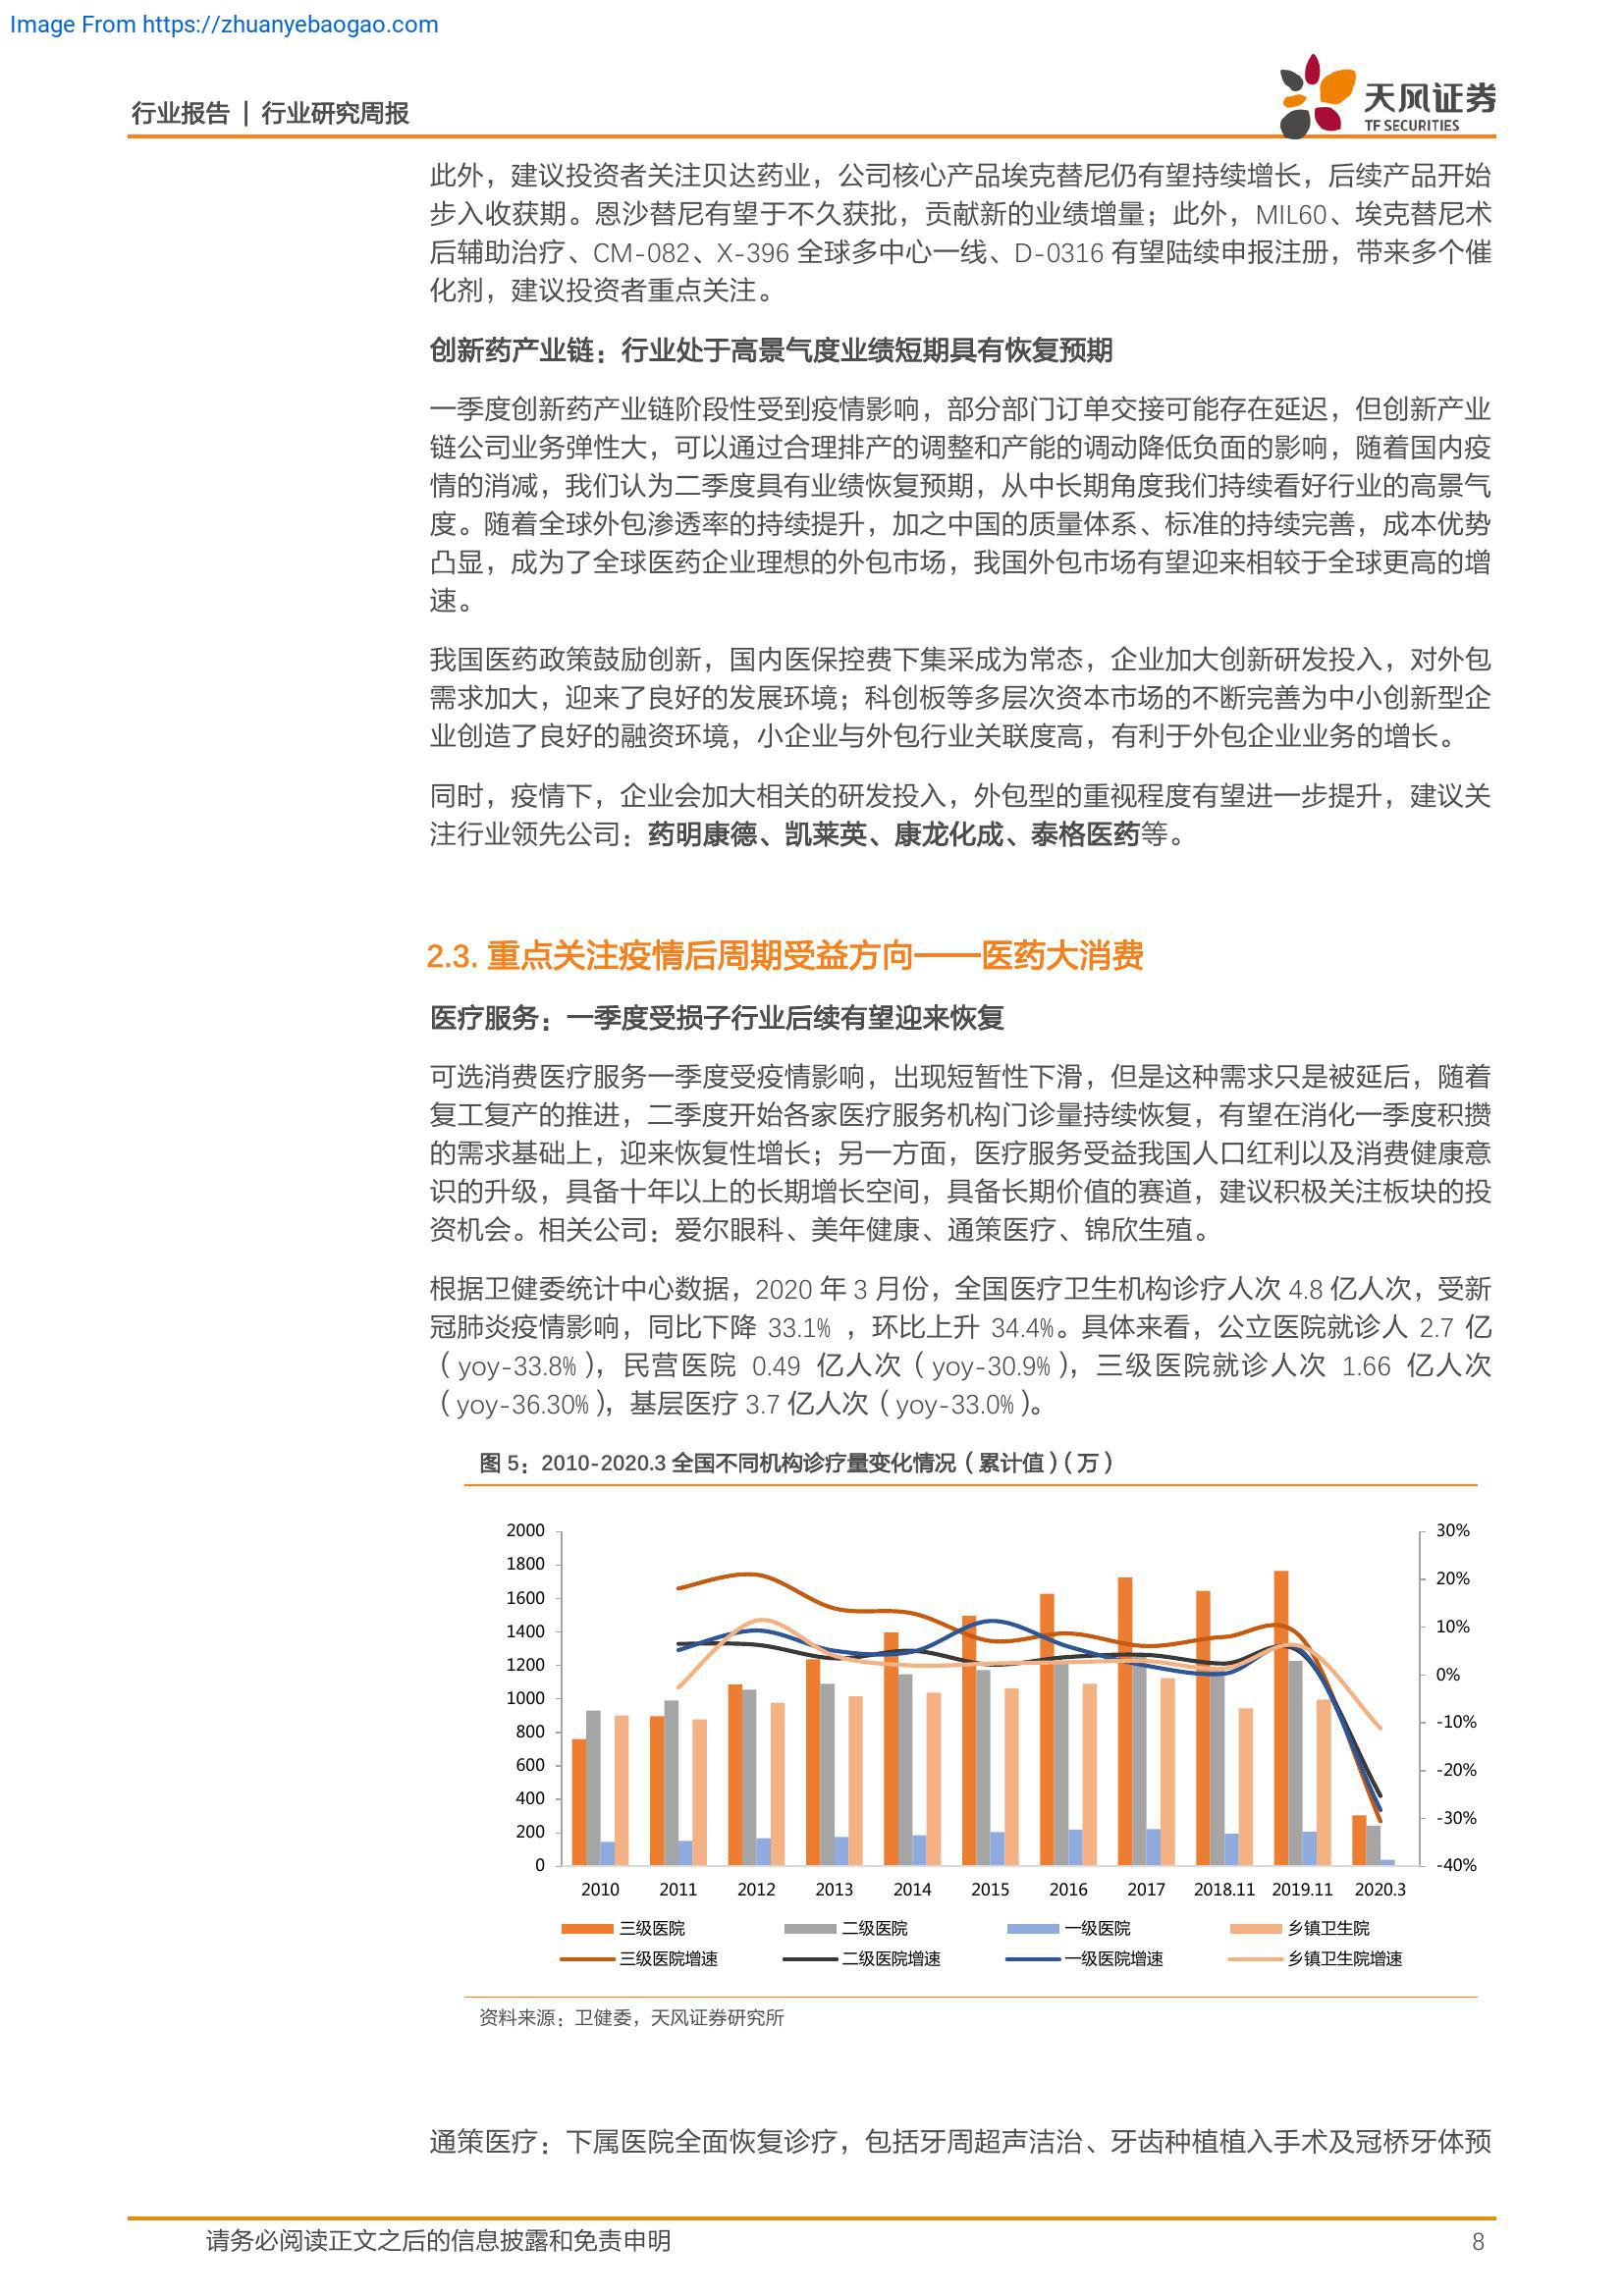 Image From https://zhuanyebaogao.com
行业报告 | 行业研究周报
天风证券
TF SECURITIES
此外，建议投资者关注贝达药业，公司核心产品埃克替尼仍有望持续增长，后续产品开始
步入收获期。恩沙替尼有望于不久获批，贡献新的业绩增量；此外，MIL60、埃克替尼术
后辅助治疗、CM-082、X-396 全球多中心一线、D-0316 有望陆续申报注册，带来多个催
化剂，建议投资者重点关注。
创新药产业链：行业处于高景气度业绩短期具有恢复预期
一季度创新药产业链阶段性受到疫情影响，部分部门订单交接可能存在延迟，但创新产业
链公司业务弹性大，可以通过合理排产的调整和产能的调动降低负面的影响，随着国内疫
情的消减，我们认为二季度具有业绩恢复预期，从中长期角度我们持续看好行业的高景气
度。随着全球外包渗透率的持续提升，加之中国的质量体系、标准的持续完善，成本优势
凸显，成为了全球医药企业理想的外包市场，我国外包市场有望迎来相较于全球更高的增
速。
我国医药政策鼓励创新，国内医保控费下集采成为常态，企业加大创新研发投入，对外包
需求加大，迎来了良好的发展环境；科创板等多层次资本市场的不断完善为中小创新型企
业创造了良好的融资环境，小企业与外包行业关联度高，有利于外包企业业务的增长。
同时，疫情下，企业会加大相关的研发投入，外包型的重视程度有望进一步提升，建议关
注行业领先公司：药明康德、凯莱英、康龙化成、泰格医药等。
2.3. 重点关注疫情后周期受益方向——医药大消费
医疗服务：一季度受损子行业后续有望迎来恢复
可选消费医疗服务一季度受疫情影响，出现短暂性下滑，但是这种需求只是被延后，随着
复工复产的推进，二季度开始各家医疗服务机构门诊量持续恢复，有望在消化一季度积攒
的需求基础上，迎来恢复性增长；另一方面，医疗服务受益我国人口红利以及消费健康意
识的升级，具备十年以上的长期增长空间，具备长期价值的赛道，建议积极关注板块的投
资机会。相关公司：爱尔眼科、美年健康、通策医疗、锦欣生殖。
根据卫健委统计中心数据，2020 年 3 月份，全国医疗卫生机构诊疗人次 4.8 亿人次，受新
冠肺炎疫情影响，同比下降 33.1% ，环比上升 34.4%。具体来看，公立医院就诊人 2.7 亿
（yoy-33.8%），民营医院 0.49 亿人次（yoy-30.9%），三级医院就诊人次 1.66 亿人次
（yoy-36.30%），基层医疗 3.7 亿人次（yoy-33.0%）。
图 5：2010-2020.3 全国不同机构诊疗量变化情况（累计值）（万）
2000 30%
1800
1600 20%
1400 10%
1200
1000 0%
800 -10%
600 -20%
400
200 -30%
0 -40%
2010 2011 2012 2013 2014 2015 2016 2017 2018.11 2019.11 2020.3
三级医院 二级医院 一级医院 乡镇卫生院
三级医院增速 二级医院增速 一级医院增速 乡镇卫生院增速
资料来源：卫健委，天风证券研究所
通策医疗：下属医院全面恢复诊疗，包括牙周超声洁治、牙齿种植植入手术及冠桥牙体预
请务必阅读正文之后的信息披露和免责申明 8